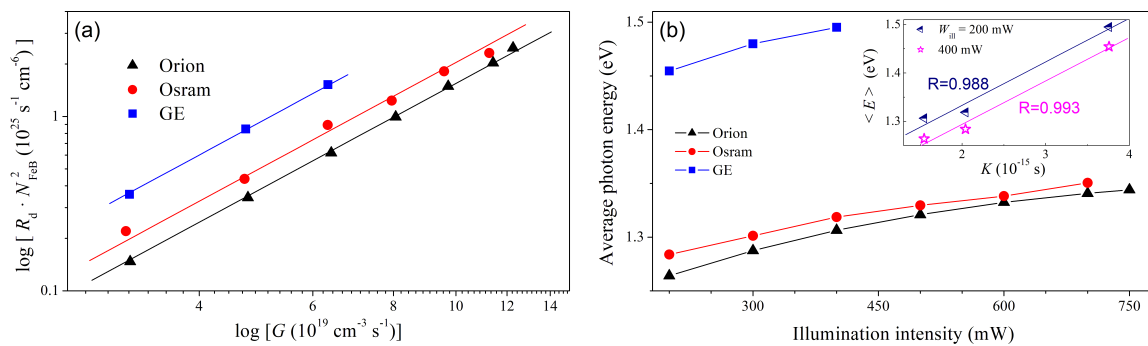 (a)
Orion
Osram
GE
1
0.1
4
6
8
10
12
14
log [ R_d · N²_FeB (10²⁵ s⁻¹ cm⁻⁶) ]
log [G (10¹⁹ cm⁻³ s⁻¹)]
(b)
1.5
1.4
1.3
150
300
450
600
750
Average photon energy (eV)
Illumination intensity (mW)
Orion
Osram
GE
W_ill = 200 mW
400 mW
R=0.988
R=0.993
1.5
1.4
1.3
2
3
4
< E > (eV)
K (10⁻¹⁵ s)